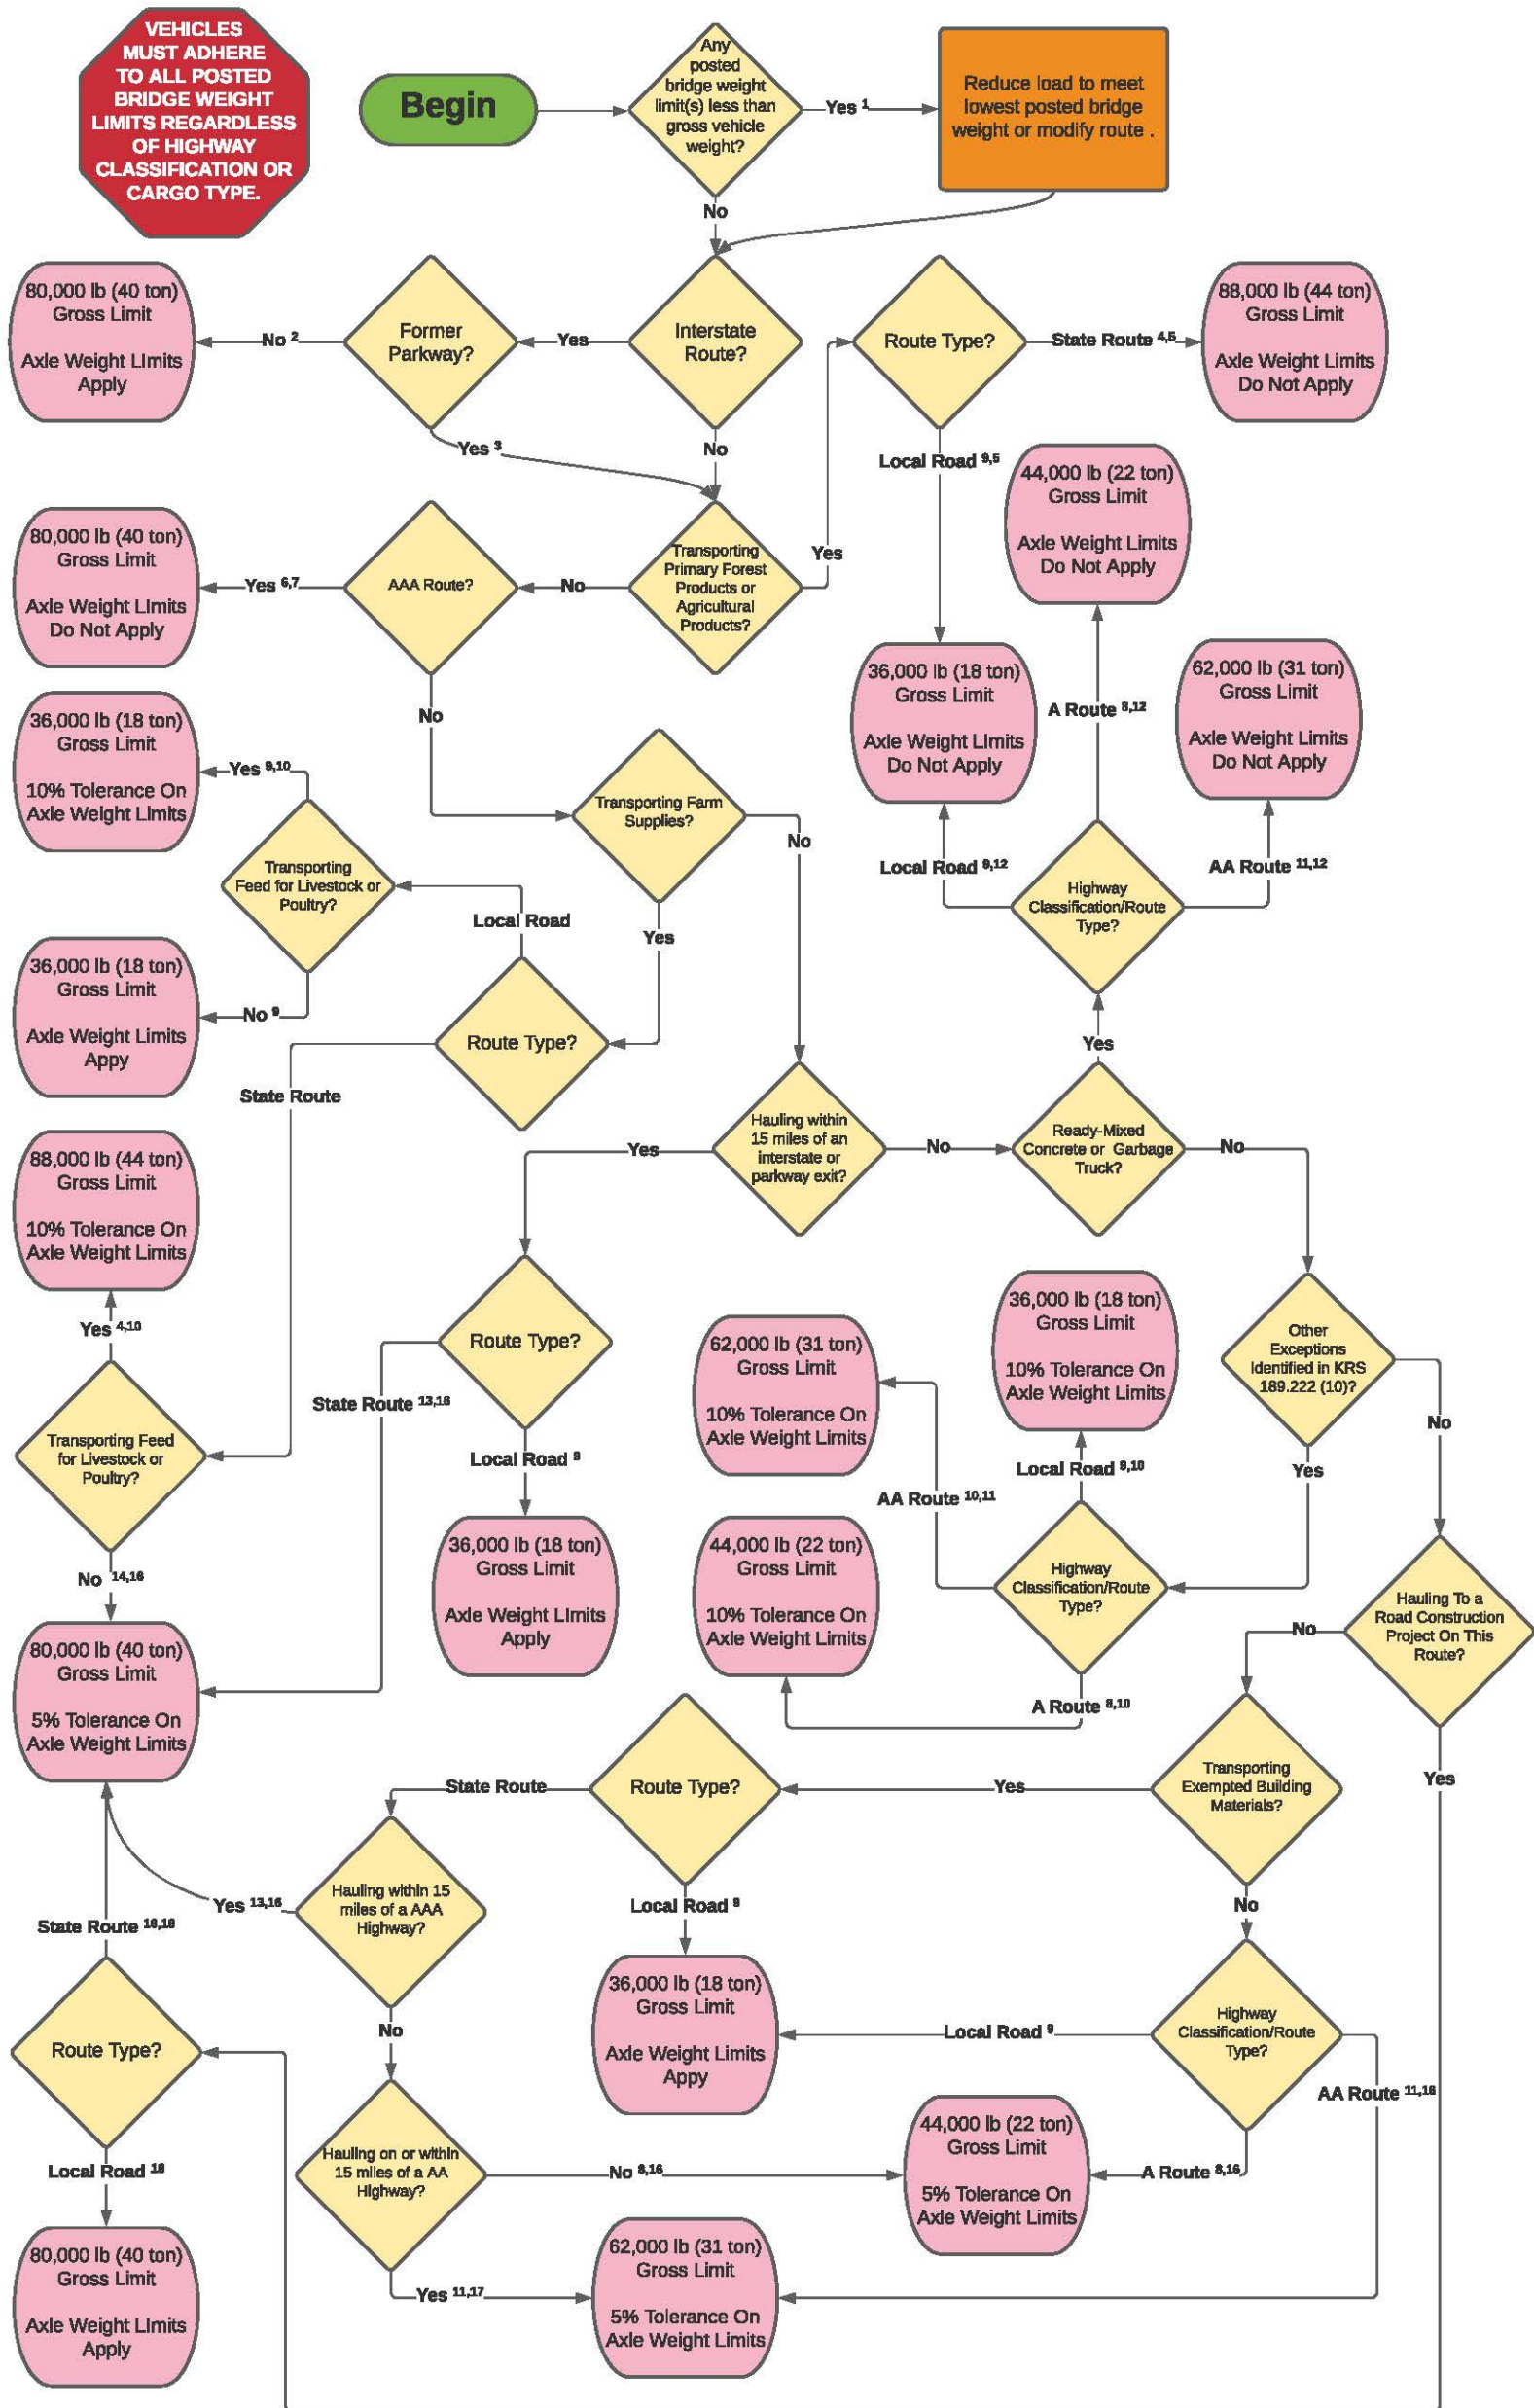 VEHICLES
MUST ADHERE
TO ALL POSTED
BRIDGE WEIGHT
LIMITS REGARDLESS
OF HIGHWAY
CLASSIFICATION OR
CARGO TYPE.
Begin
Any
posted
bridge weight
limit(s) less than
gross vehicle
weight?
Yes 1
Reduce load to meet
lowest posted bridge
weight or modify route .
No
80,000 lb (40 ton)
Gross Limit
Axle Weight LImits
Apply
No 2
Former
Parkway?
Yes
Interstate
Route?
Route Type?
State Route 4,5
88,000 lb (44 ton)
Gross Limit
Axle Weight Limits
Do Not Apply
Yes 3
No
Local Road 9,5
44,000 lb (22 ton)
Gross Limit
Axle Weight Limits
Do Not Apply
80,000 lb (40 ton)
Gross Limit
Axle Weight LImits
Do Not Apply
Yes 6,7
AAA Route?
No
Transporting
Primary Forest
Products or
Agricultural
Products?
Yes
36,000 lb (18 ton)
Gross Limit
Axle Weight LImits
Do Not Apply
A Route 8,12
62,000 lb (31 ton)
Gross Limit
Axle Weight Limits
Do Not Apply
No
36,000 lb (18 ton)
Gross Limit
10% Tolerance On
Axle Weight Limits
Yes 9,10
Transporting Farm
Supplies?
No
Transporting
Feed for Livestock or
Poultry?
Local Road
Yes
Local Road 9,12
Highway
Classification/Route
Type?
AA Route 11,12
36,000 lb (18 ton)
Gross Limit
Axle Weight Limits
Appy
No 9
Route Type?
Yes
State Route
Hauling within
15 miles of an
interstate or
parkway exit?
Yes
No
Ready-Mixed
Concrete or Garbage
Truck?
No
88,000 lb (44 ton)
Gross Limit
10% Tolerance On
Axle Weight Limits
Yes 4,10
Route Type?
State Route 13,16
Local Road 9
62,000 lb (31 ton)
Gross Limit
10% Tolerance On
Axle Weight Limits
36,000 lb (18 ton)
Gross Limit
10% Tolerance On
Axle Weight Limits
Other
Exceptions
Identified in KRS
189.222 (10)?
No
Transporting Feed
for Livestock or
Poultry?
Local Road 9,10
Yes
AA Route 10,11
36,000 lb (18 ton)
Gross Limit
Axle Weight LImits
Apply
44,000 lb (22 ton)
Gross Limit
10% Tolerance On
Axle Weight Limits
Highway
Classification/Route
Type?
No 14,16
80,000 lb (40 ton)
Gross Limit
5% Tolerance On
Axle Weight Limits
Hauling To a
Road Construction
Project On This
Route?
No
A Route 8,10
State Route
Route Type?
Yes
Transporting
Exempted Building
Materials?
Yes
Yes 13,16
Hauling within 15
miles of a AAA
Highway?
Local Road 9
No
State Route 16,18
36,000 lb (18 ton)
Gross Limit
Axle Weight Limits
Appy
Local Road 9
Highway
Classification/Route
Type?
Route Type?
No
AA Route 11,16
Hauling on or within
15 miles of a AA
Highway?
No 8,16
44,000 lb (22 ton)
Gross Limit
5% Tolerance On
Axle Weight Limits
A Route 8,16
Local Road 18
80,000 lb (40 ton)
Gross Limit
Axle Weight LImits
Apply
Yes 11,17
62,000 lb (31 ton)
Gross Limit
5% Tolerance On
Axle Weight Limits